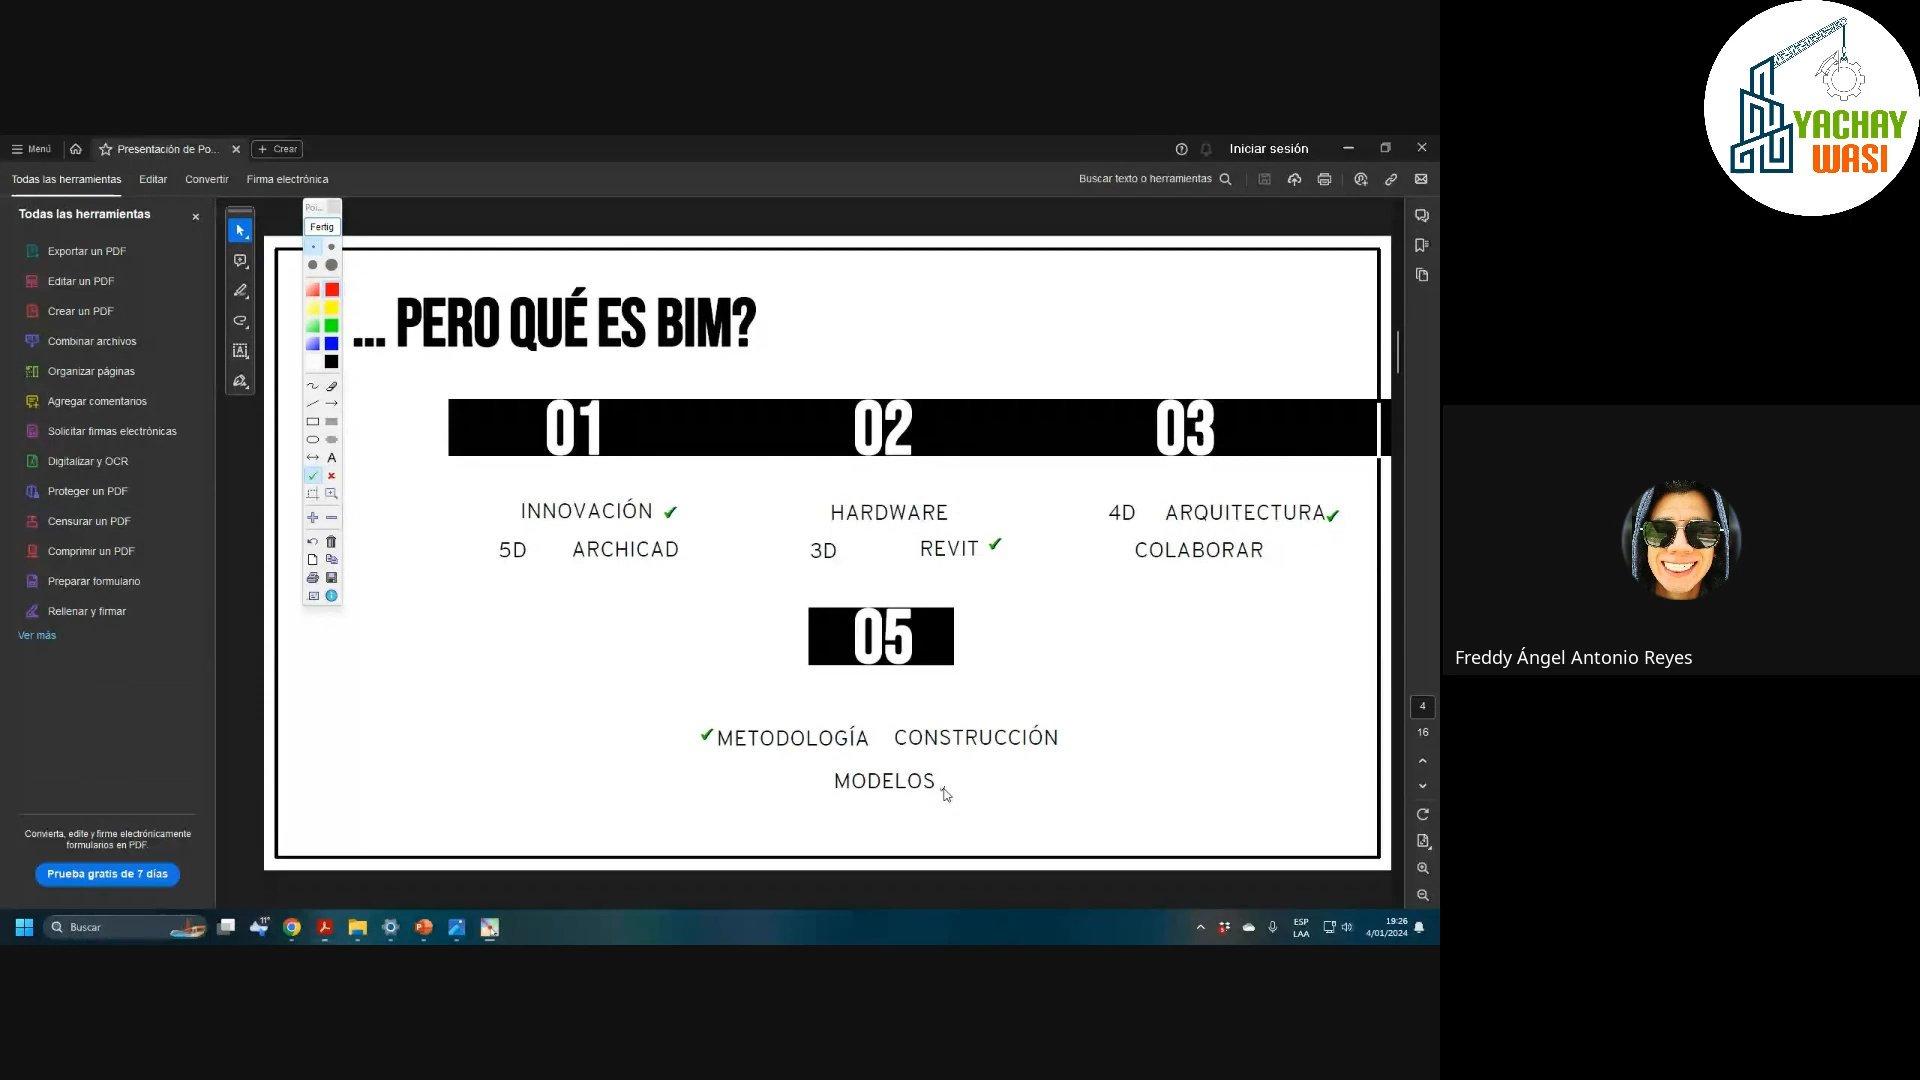 YACHAY
WASI
Menú
Presentación de Po...
Crear
Iniciar sesión
Todas las herramientas
Editar
Convertir
Firma electrónica
Buscar texto o herramientas
Todas las herramientas
Exportar un PDF
Editar un PDF
Crear un PDF
Combinar archivos
Organizar páginas
Agregar comentarios
Solicitar firmas electrónicas
Digitalizar y OCR
Proteger un PDF
Censurar un PDF
Comprimir un PDF
Preparar formulario
Rellenar y firmar
Ver más
Convierta, edite y firme electrónicamente
formularios en PDF.
Prueba gratis de 7 días
Poi...
Fertig
A
... PERO QUÉ ES BIM?
01 02 03
INNOVACIÓN HARDWARE 4D ARQUITECTURA
5D ARCHICAD 3D REVIT COLABORAR
05
METODOLOGÍA CONSTRUCCIÓN
MODELOS
4
16
Freddy Ángel Antonio Reyes
Buscar
11°
ESP
LAA
19:26
4/01/2024